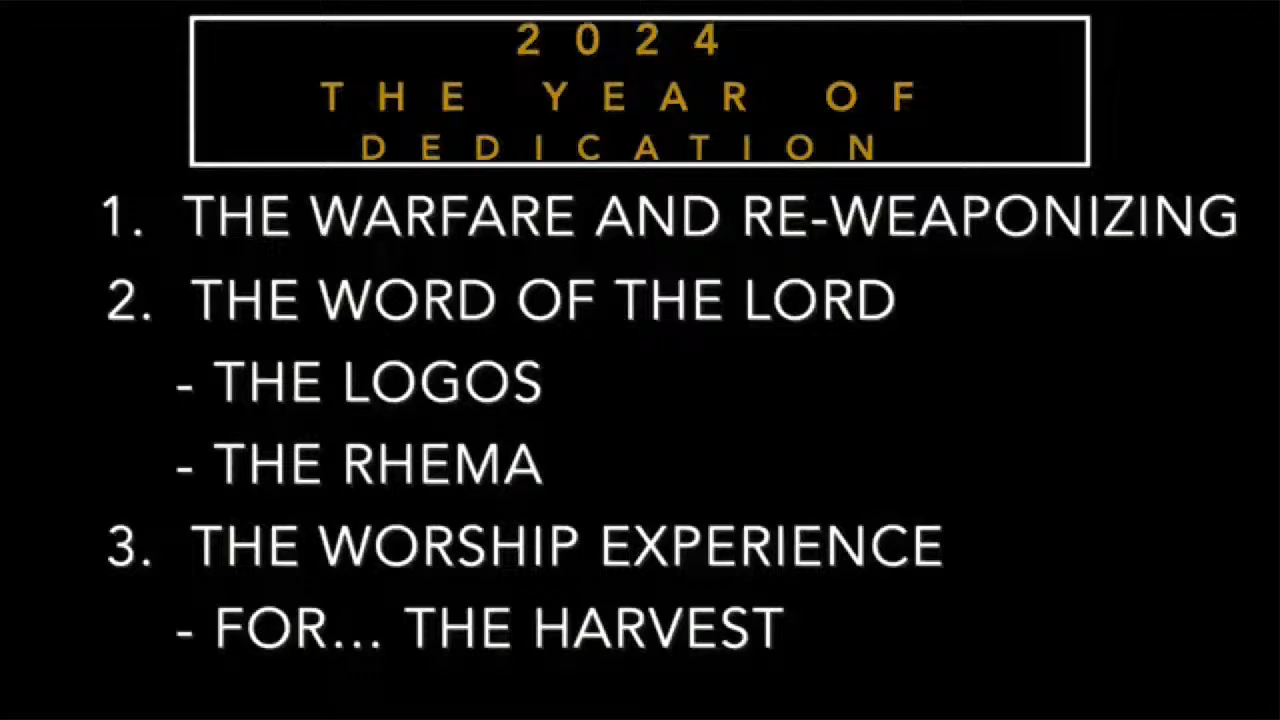 2024
THE YEAR OF
DEDICATION
1. THE WARFARE AND RE-WEAPONIZING
2. THE WORD OF THE LORD
- THE LOGOS
- THE RHEMA
3. THE WORSHIP EXPERIENCE
- FOR... THE HARVEST